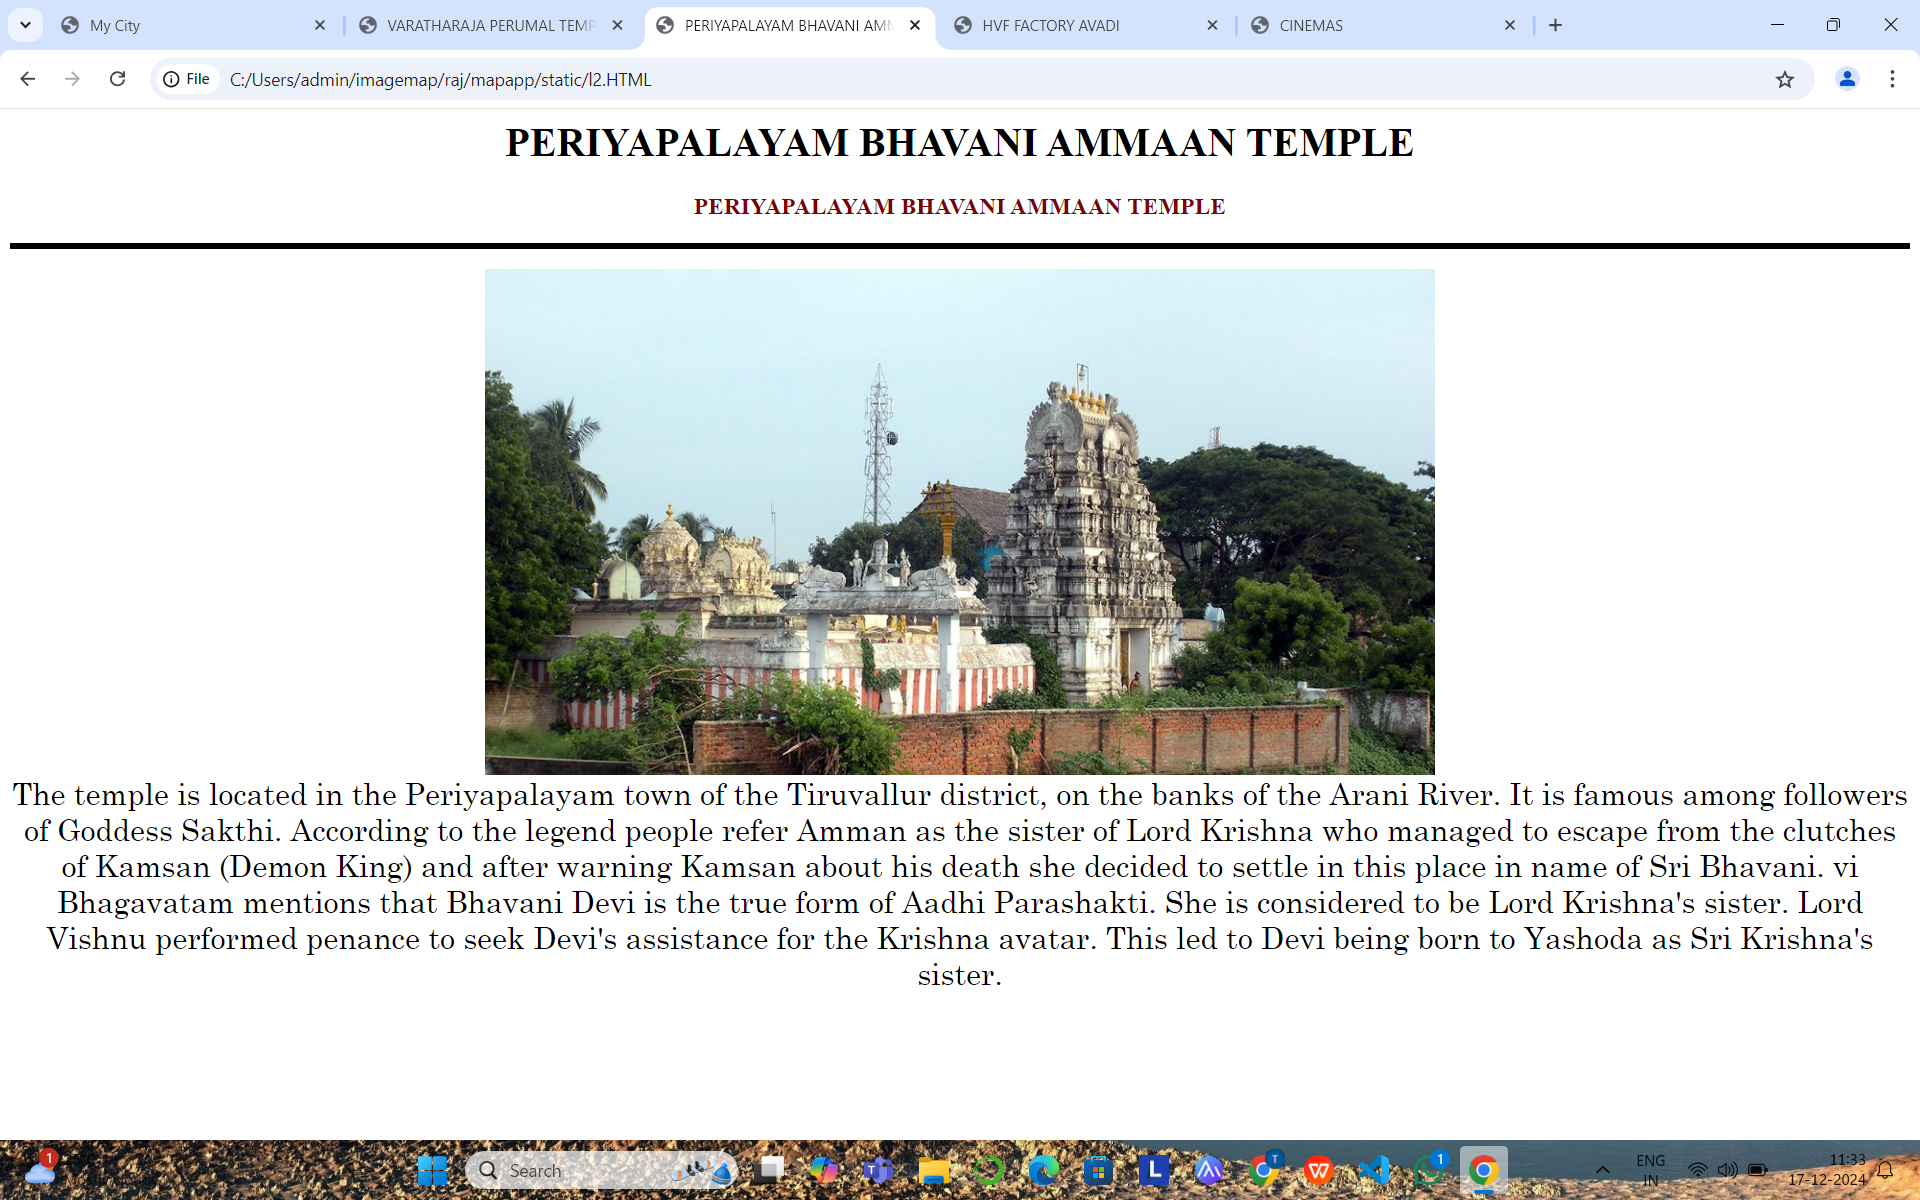 My City
VARATHARAJA PERUMAL TEMP
PERIYAPALAYAM BHAVANI AMM
HVF FACTORY AVADI
CINEMAS
File
C:/Users/admin/imagemap/raj/mapapp/static/l2.HTML
PERIYAPALAYAM BHAVANI AMMAAN TEMPLE
PERIYAPALAYAM BHAVANI AMMAAN TEMPLE
The temple is located in the Periyapalayam town of the Tiruvallur district, on the banks of the Arani River. It is famous among followers
of Goddess Sakthi. According to the legend people refer Amman as the sister of Lord Krishna who managed to escape from the clutches
of Kamsan (Demon King) and after warning Kamsan about his death she decided to settle in this place in name of Sri Bhavani. vi
Bhagavatam mentions that Bhavani Devi is the true form of Aadhi Parashakti. She is considered to be Lord Krishna's sister. Lord
Vishnu performed penance to seek Devi's assistance for the Krishna avatar. This led to Devi being born to Yashoda as Sri Krishna's
sister.
1
Search
L
T
W
1
ENG
IN
11:33
17-12-2024